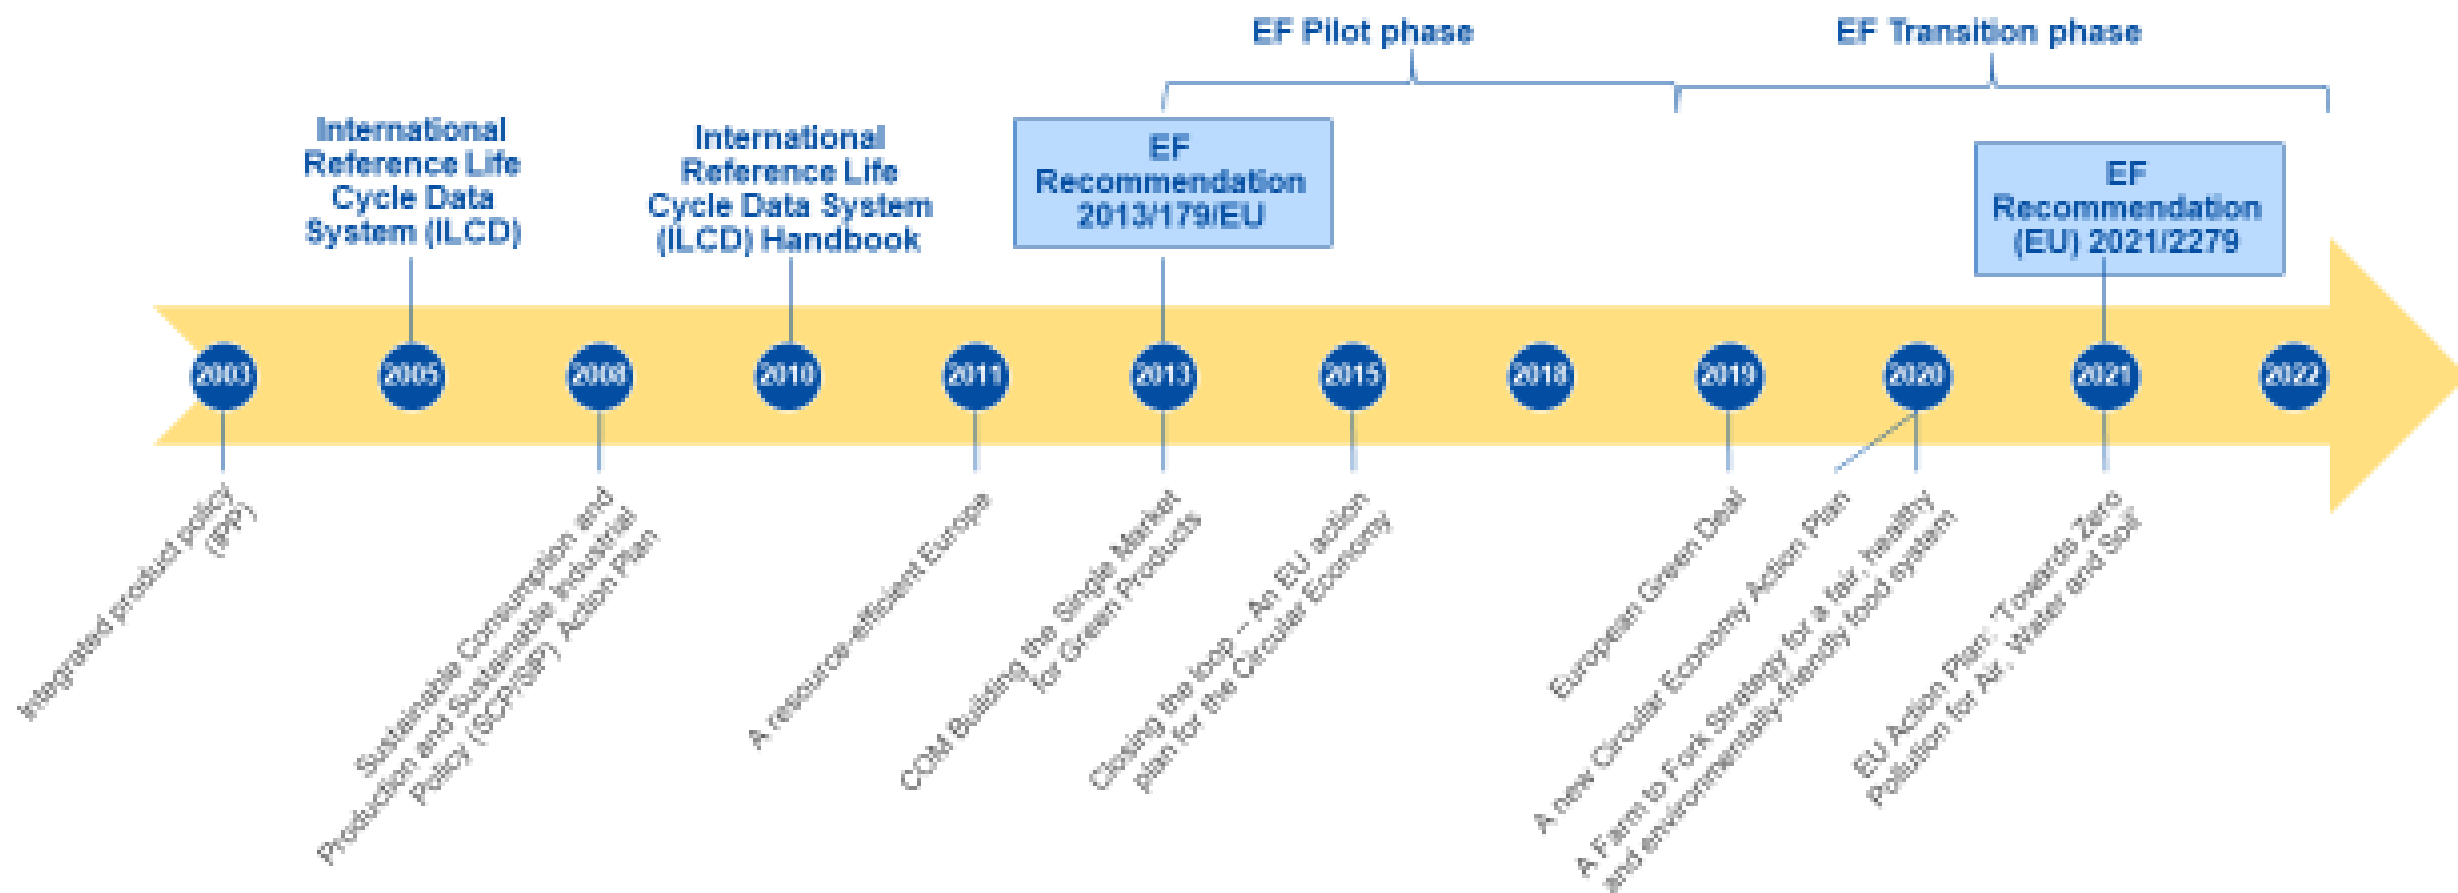 EF Pilot phase
EF Transition phase
International
Reference Life
Cycle Data
System (ILCD)
International
Reference Life
Cycle Data System
(ILCD) Handbook
EF
Recommendation
2013/179/EU
EF
Recommendation
(EU) 2021/2279
2003
2005
2008
2010
2011
2013
2015
2018
2019
2020
2021
2022
Integrated product policy
(IPP)
Sustainable Consumption and
Production and Sustainable Industrial
Policy (SCP/SIP) Action Plan
A resource-efficient Europe
COM Building the Single Market
for Green Products
Closing the loop – An EU action
plan for the Circular Economy
European Green Deal
A new Circular Economy Action Plan
A Farm to Fork Strategy for a fair, healthy
and environmentally-friendly food system
EU Action Plan: 'Towards Zero
Pollution for Air, Water and Soil'